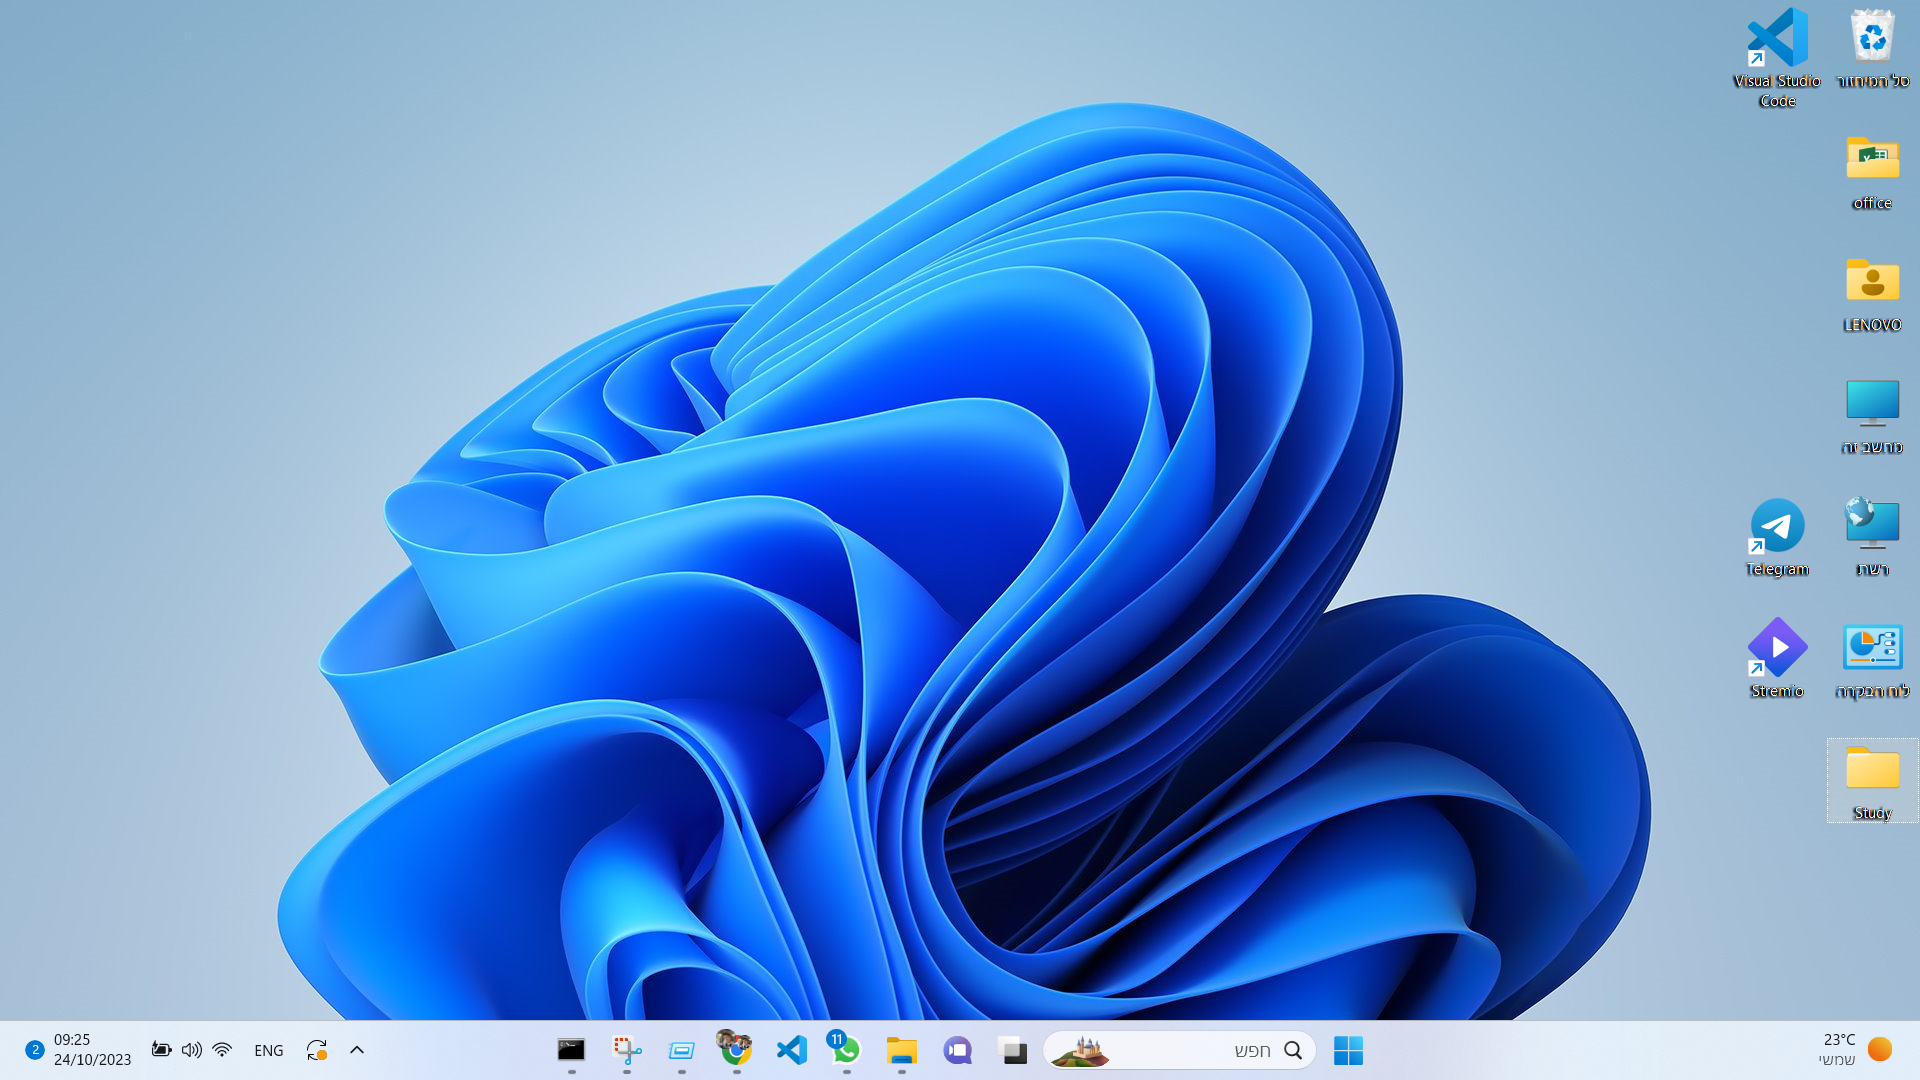 סל המיחזור
Visual Studio
Code
office
LENOVO
מחשב זה
רשת
Telegram
לוח הבקרה
Stremio
Study
23°C
שמשי
חפש
11
ENG
09:25
24/10/2023
2